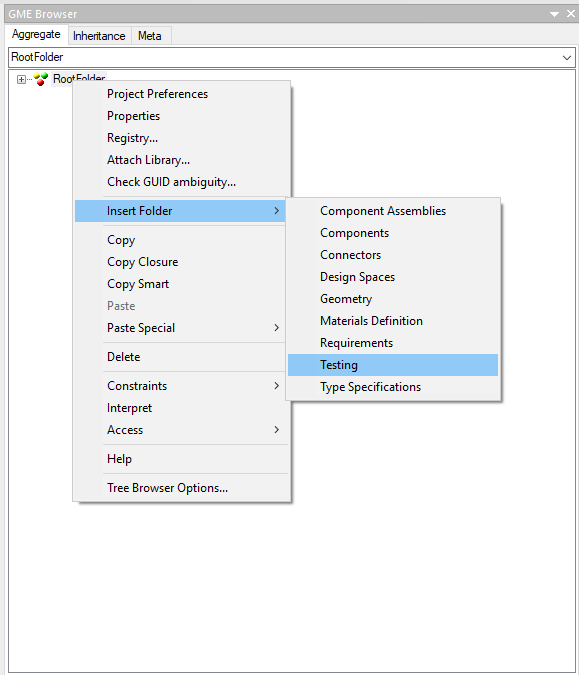 GME Browser
Aggregate Inheritance Meta
RootFolder
RootFolder
Project Preferences
Properties
Registry...
Attach Library...
Check GUID ambiguity...
Insert Folder
Copy
Copy Closure
Copy Smart
Paste
Paste Special
Delete
Constraints
Interpret
Access
Help
Tree Browser Options...
Component Assemblies
Components
Connectors
Design Spaces
Geometry
Materials Definition
Requirements
Testing
Type Specifications